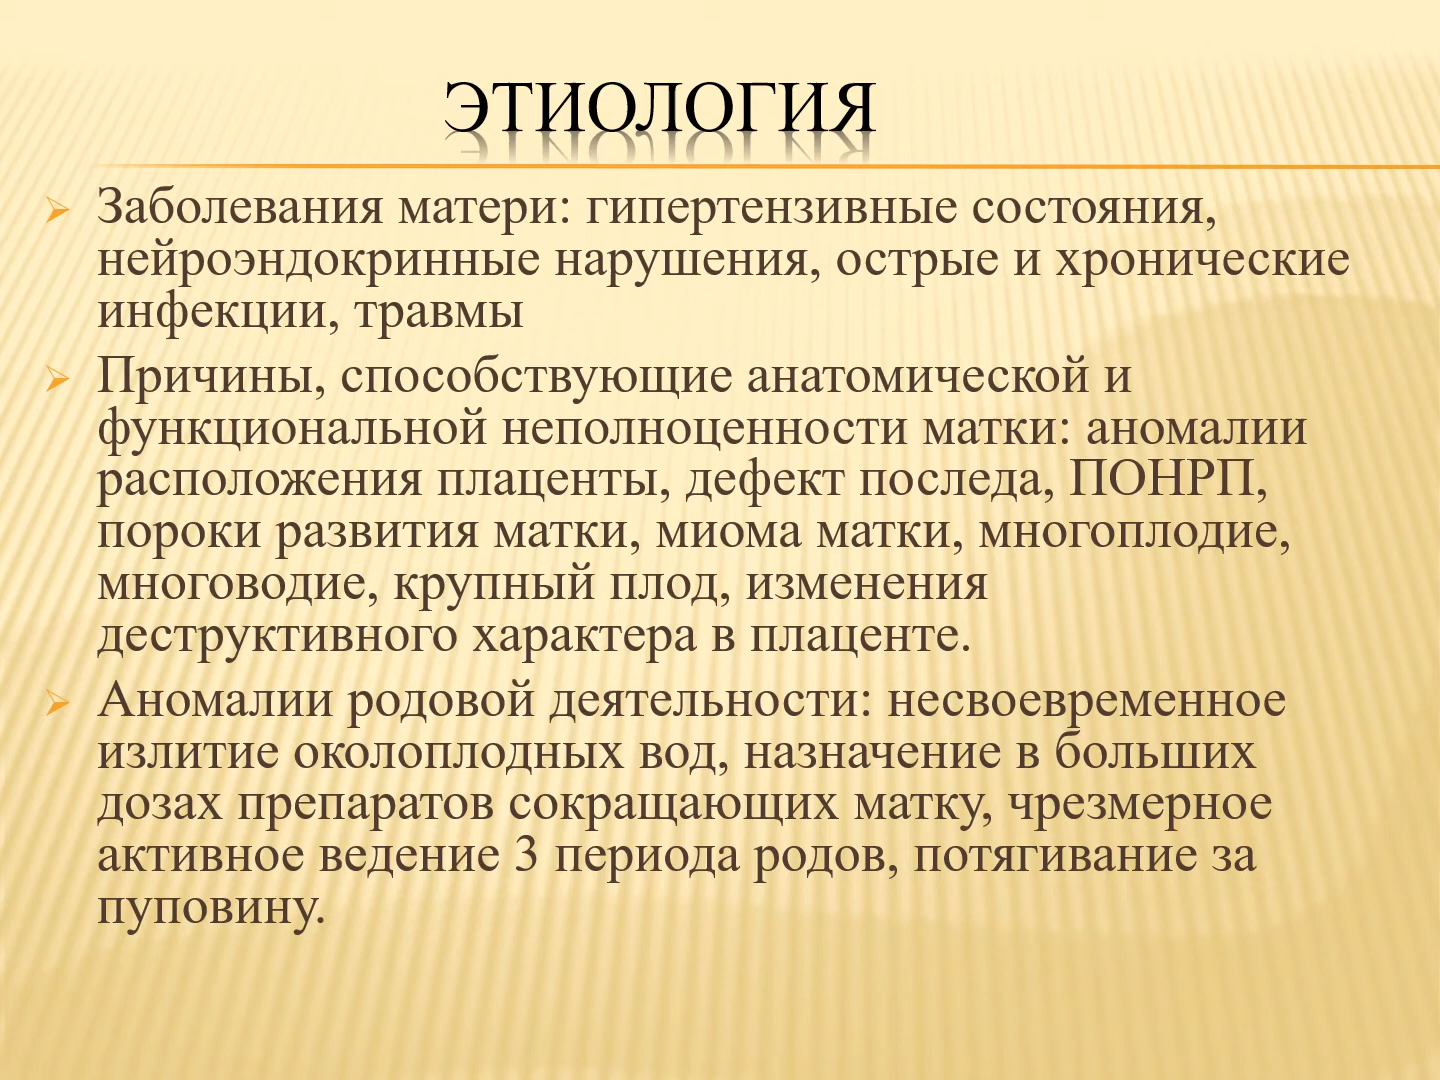 ЭТИОЛОГИЯ
Заболевания матери: гипертензивные состояния,
нейроэндокринные нарушения, острые и хронические
инфекции, травмы
Причины, способствующие анатомической и
функциональной неполноценности матки: аномалии
расположения плаценты, дефект последа, ПОНРП,
пороки развития матки, миома матки, многоплодие,
многоводие, крупный плод, изменения
деструктивного характера в плаценте.
Аномалии родовой деятельности: несвоевременное
излитие околоплодных вод, назначение в больших
дозах препаратов сокращающих матку, чрезмерное
активное ведение 3 периода родов, потягивание за
пуповину.